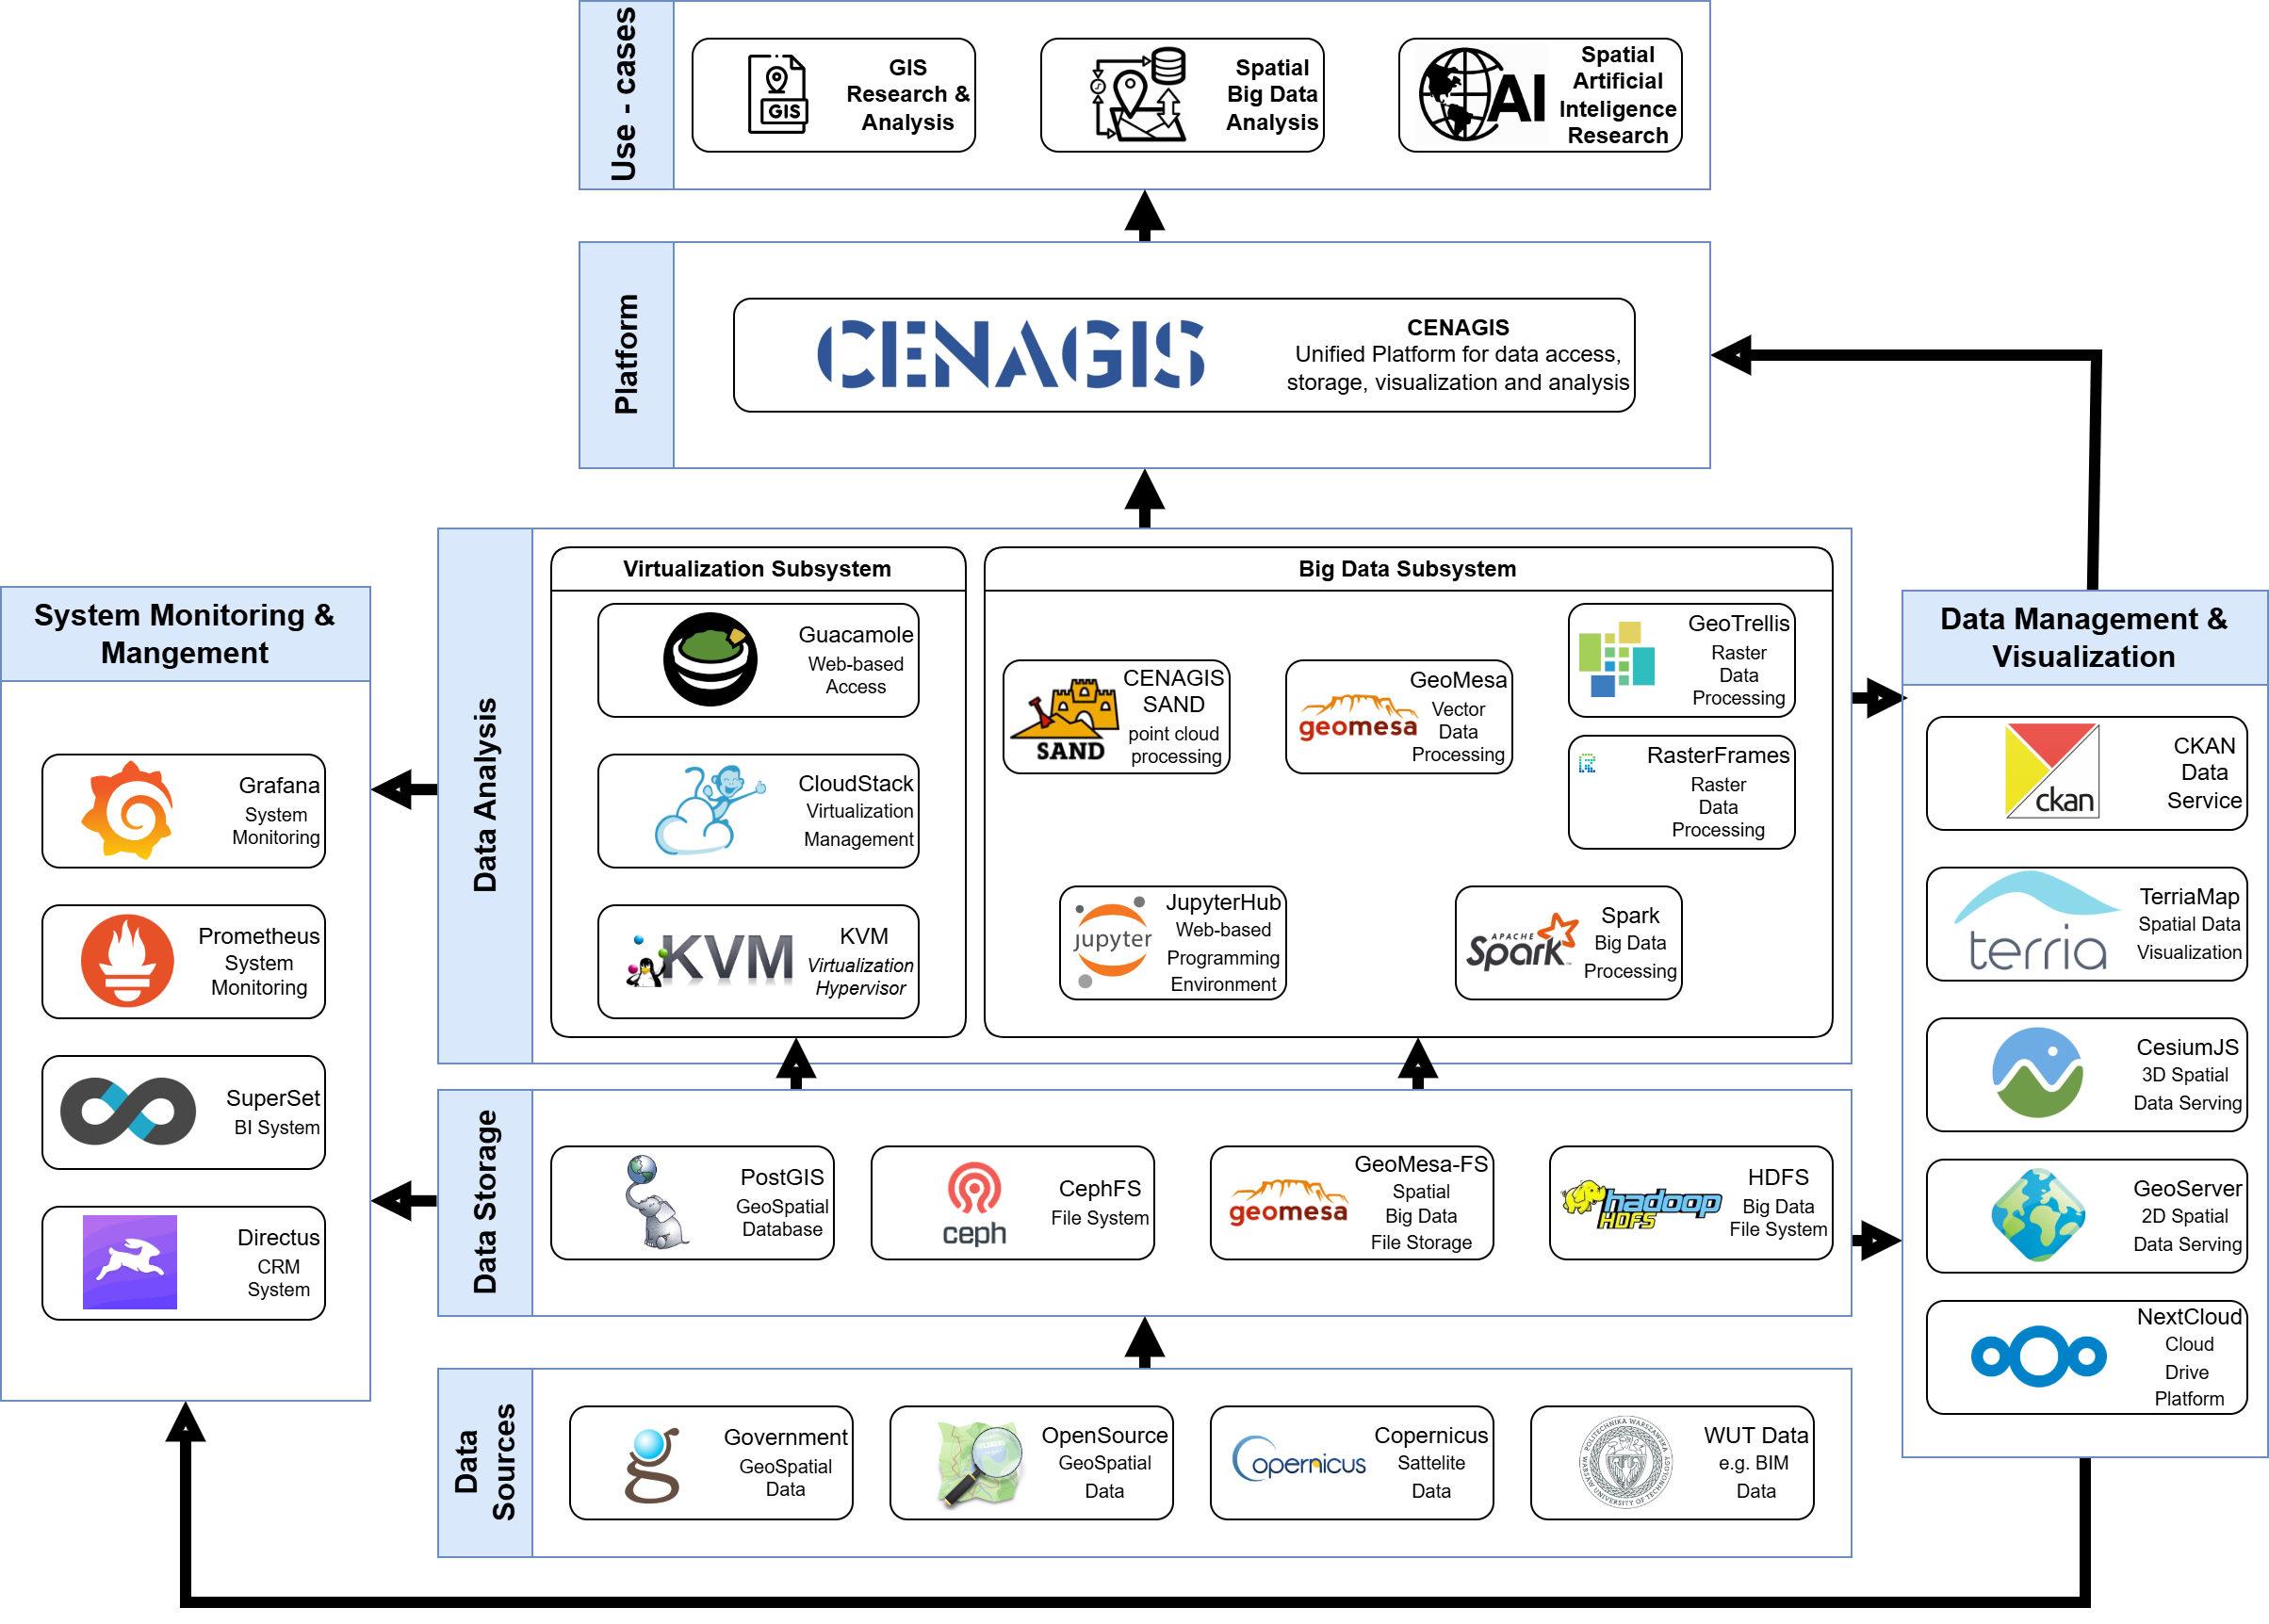 Use - cases
GIS
GIS
Research &
Analysis
Spatial
Big Data
Analysis
AI
Spatial
Artificial
Inteligence
Research
Platform
CENAGIS
CENAGIS
Unified Platform for data access,
storage, visualization and analysis
System Monitoring &
Mangement
Grafana
System
Monitoring
Prometheus
System
Monitoring
SuperSet
BI System
Directus
CRM
System
Data Analysis
Virtualization Subsystem
Guacamole
Web-based
Access
CloudStack
Virtualization
Management
KVM
KVM
Virtualization
Hypervisor
Big Data Subsystem
SAND
CENAGIS
SAND
point cloud
processing
geomesa
GeoMesa
Vector
Data
Processing
GeoTrellis
Raster
Data
Processing
RasterFrames
Raster
Data
Processing
jupyter
JupyterHub
Web-based
Programming
Environment
APACHE
Spark
Spark
Big Data
Processing
Data Management &
Visualization
ckan
CKAN
Data
Service
terria
TerriaMap
Spatial Data
Visualization
CesiumJS
3D Spatial
Data Serving
GeoServer
2D Spatial
Data Serving
NextCloud
Cloud
Drive
Platform
Data Storage
PostGIS
GeoSpatial
Database
ceph
CephFS
File System
geomesa
GeoMesa-FS
Spatial
Big Data
File Storage
hadoop
HDFS
HDFS
Big Data
File System
Data
Sources
g
Government
GeoSpatial
Data
OpenSource
GeoSpatial
Data
opernicus
Copernicus
Sattelite
Data
POLITECHNIKA WARSZAWSKA
WARSAW UNIVERSITY OF TECHNOLOGY
WUT Data
e.g. BIM
Data